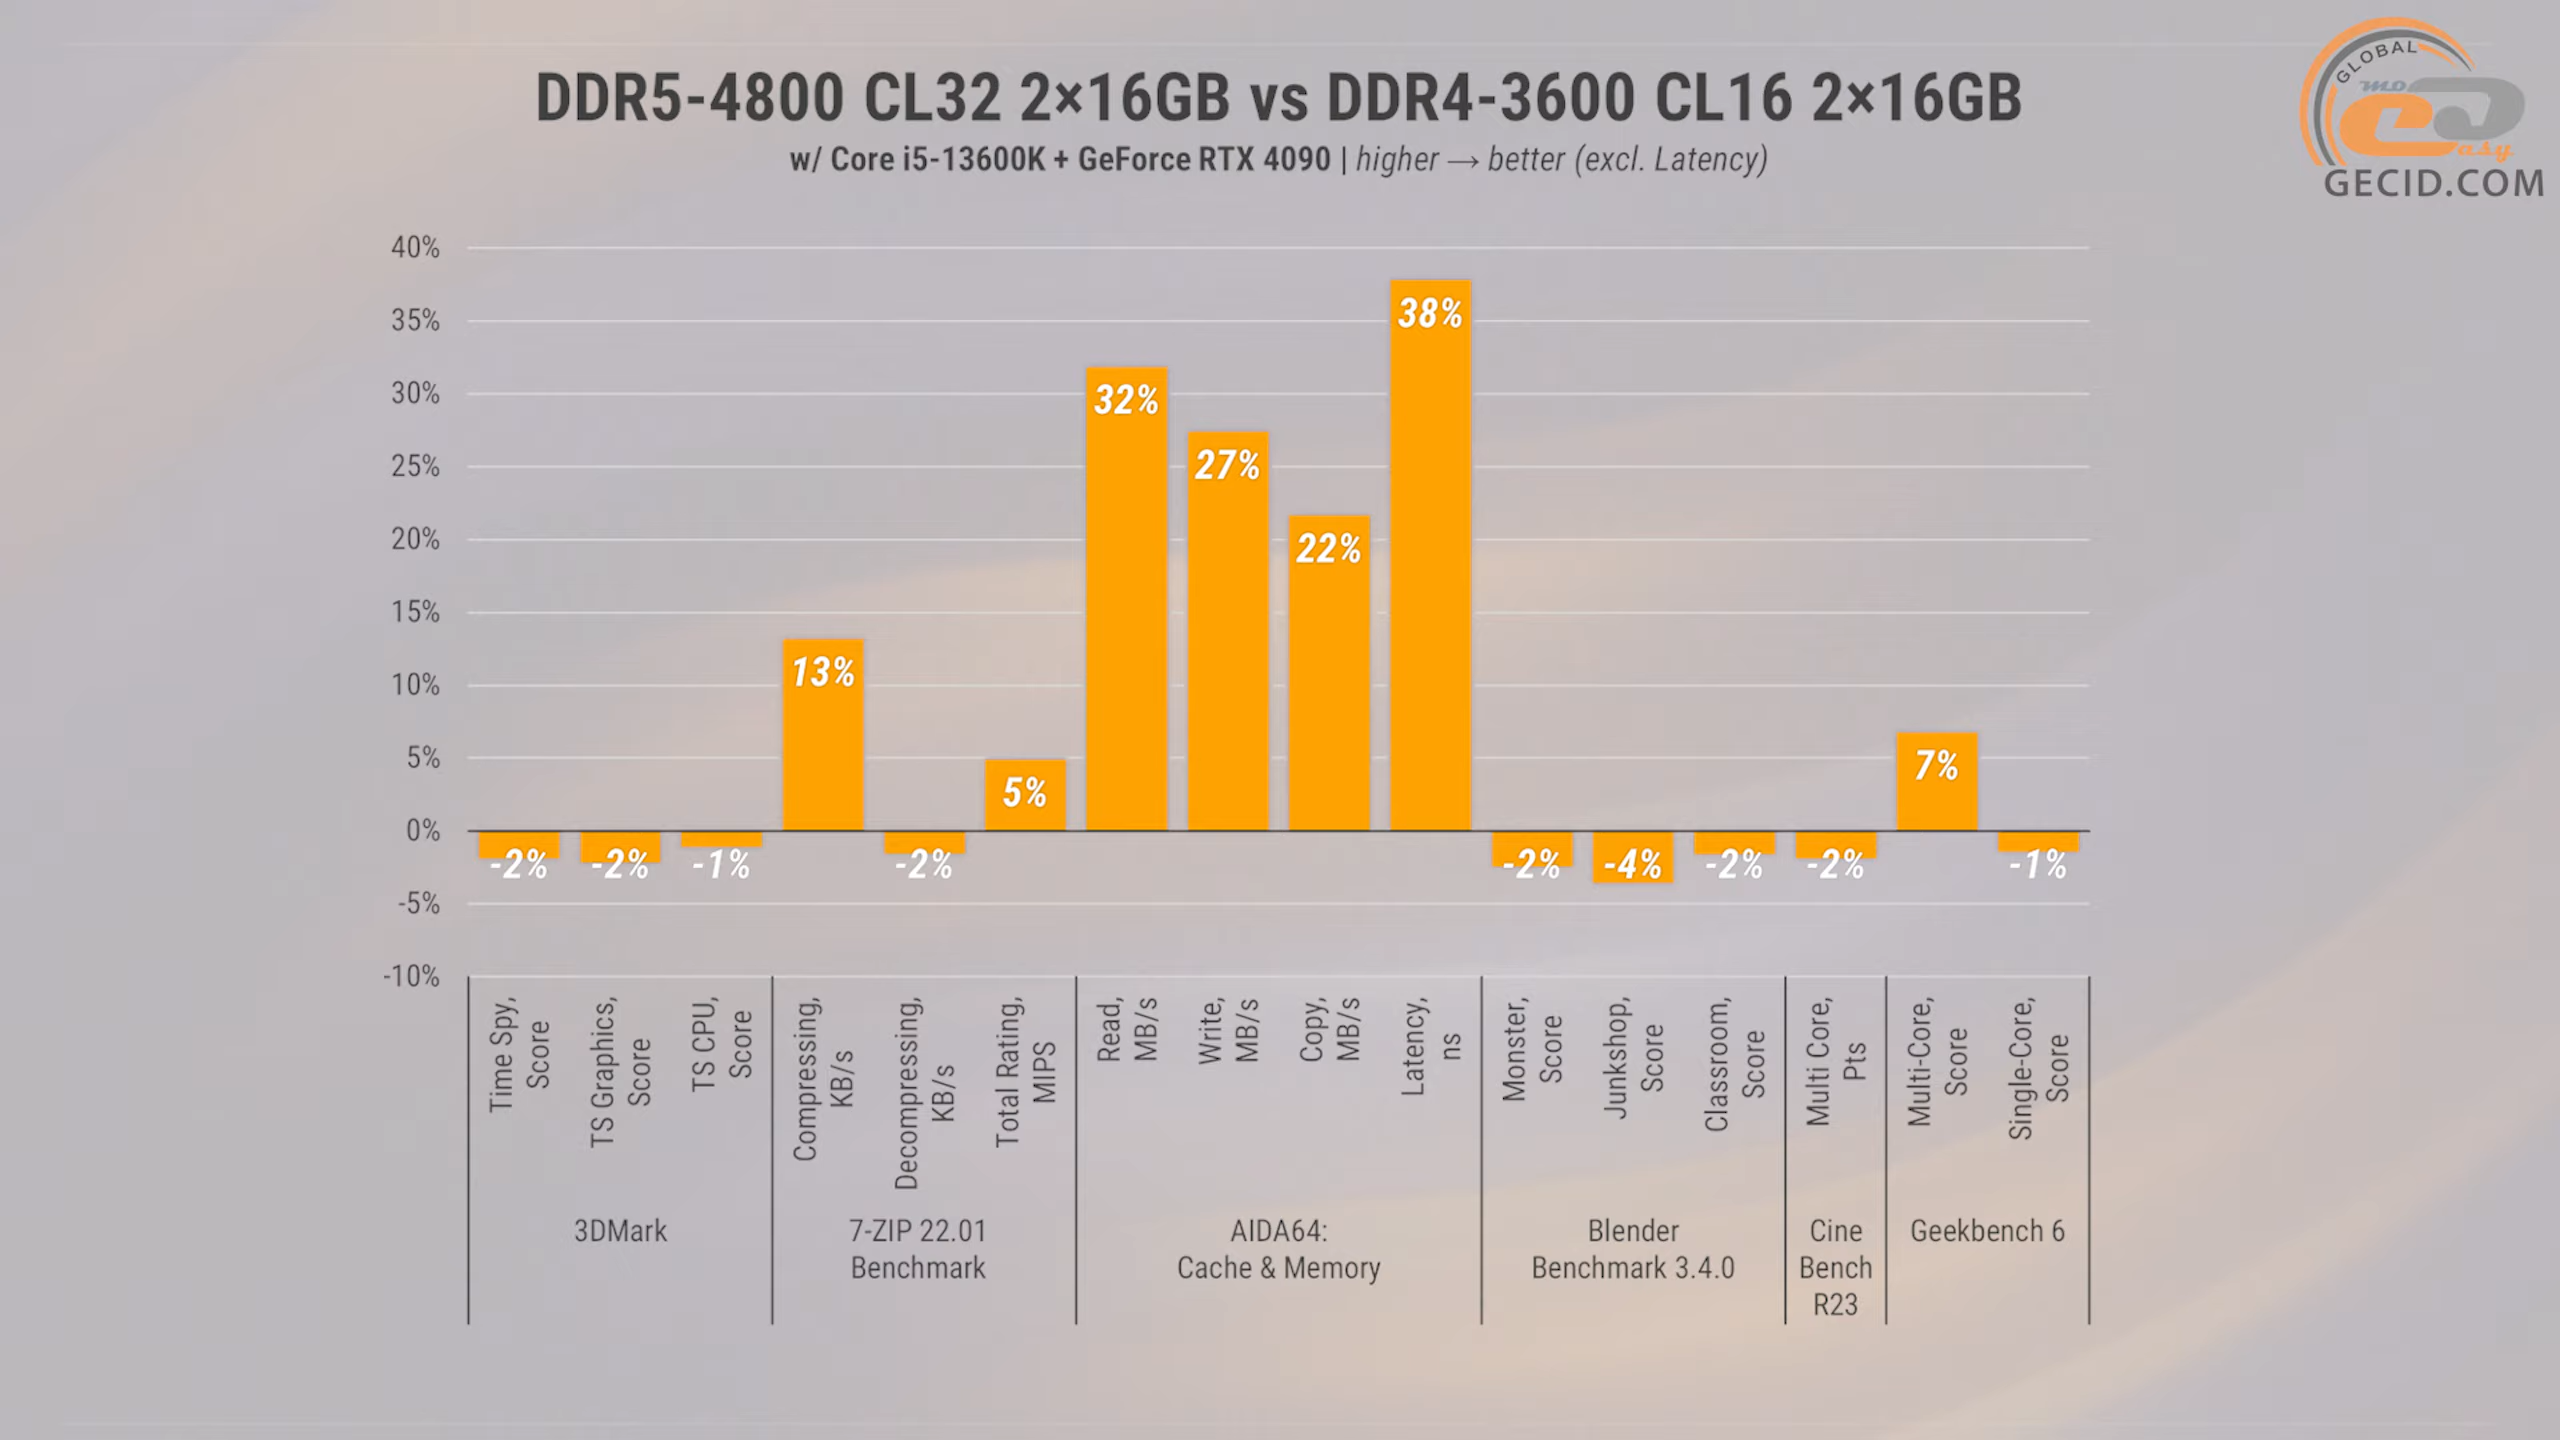 DDR5-4800 CL32 2×16GB vs DDR4-3600 CL16 2×16GB
w/ Core i5-13600K + GeForce RTX 4090 | higher → better (excl. Latency)
GLOBAL
mo
easy
GECID.COM
40%
35%
30%
25%
20%
15%
10%
5%
0%
-5%
-10%
-2%
-2%
-1%
13%
-2%
5%
32%
27%
22%
38%
-2%
-4%
-2%
-2%
7%
-1%
Time Spy,
Score
TS Graphics,
Score
TS CPU,
Score
Compressing,
KB/s
Decompressing,
KB/s
Total Rating,
MIPS
Read,
MB/s
Write,
MB/s
Copy,
MB/s
Latency,
ns
Monster,
Score
Junkshop,
Score
Classroom,
Score
Multi Core,
Pts
Multi-Core,
Score
Single-Core,
Score
3DMark
7-ZIP 22.01
Benchmark
AIDA64:
Cache & Memory
Blender
Benchmark 3.4.0
Cine
Bench
R23
Geekbench 6